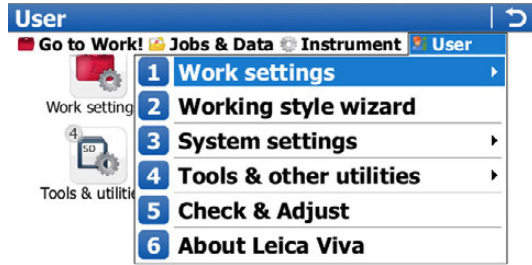 User
Go to Work! Jobs & Data Instrument User
1 Work settings
2 Working style wizard
3 System settings
4 Tools & other utilities
5 Check & Adjust
6 About Leica Viva
Work setting
4
SD
Tools & utilitie